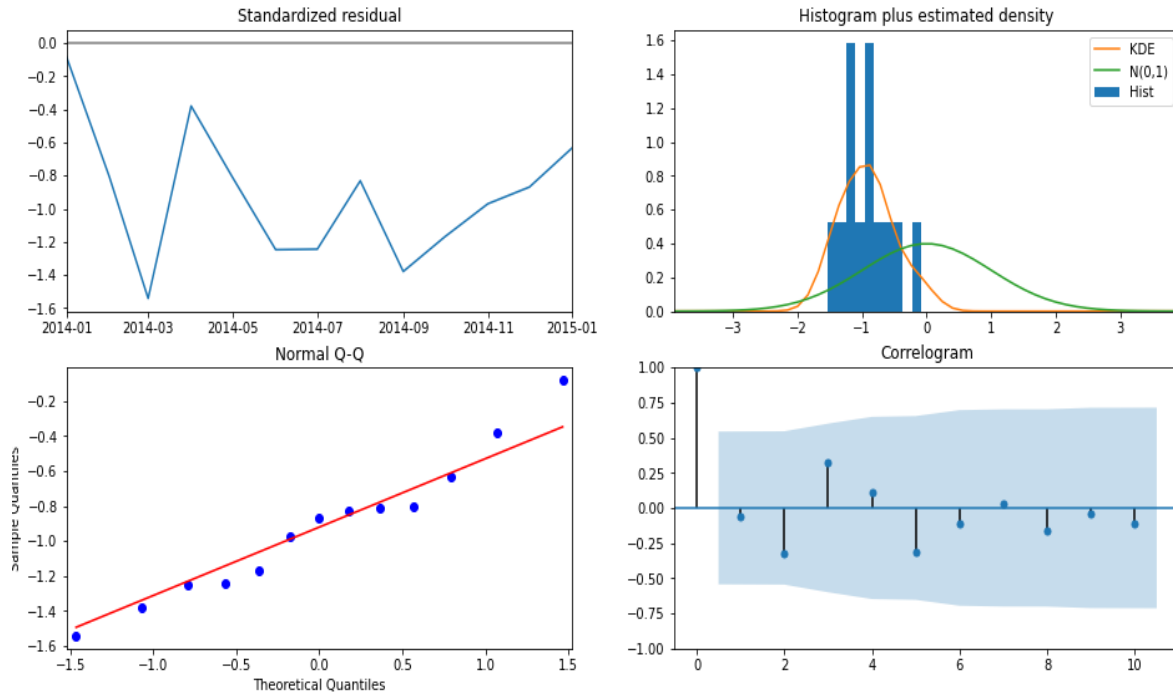 Standardized residual
0.0
−0.2
−0.4
−0.6
−0.8
−1.0
−1.2
−1.4
−1.6
2014-01 2014-03 2014-05 2014-07 2014-09 2014-11 2015-01
Histogram plus estimated density
1.6
1.4
1.2
1.0
0.8
0.6
0.4
0.2
0.0
KDE
N(0,1)
Hist
−3 −2 −1 0 1 2 3
Normal Q-Q
Sample Quantiles
−0.2
−0.4
−0.6
−0.8
−1.0
−1.2
−1.4
−1.6
−1.5 −1.0 −0.5 0.0 0.5 1.0 1.5
Theoretical Quantiles
Correlogram
1.00
0.75
0.50
0.25
0.00
−0.25
−0.50
−0.75
−1.00
0 2 4 6 8 10